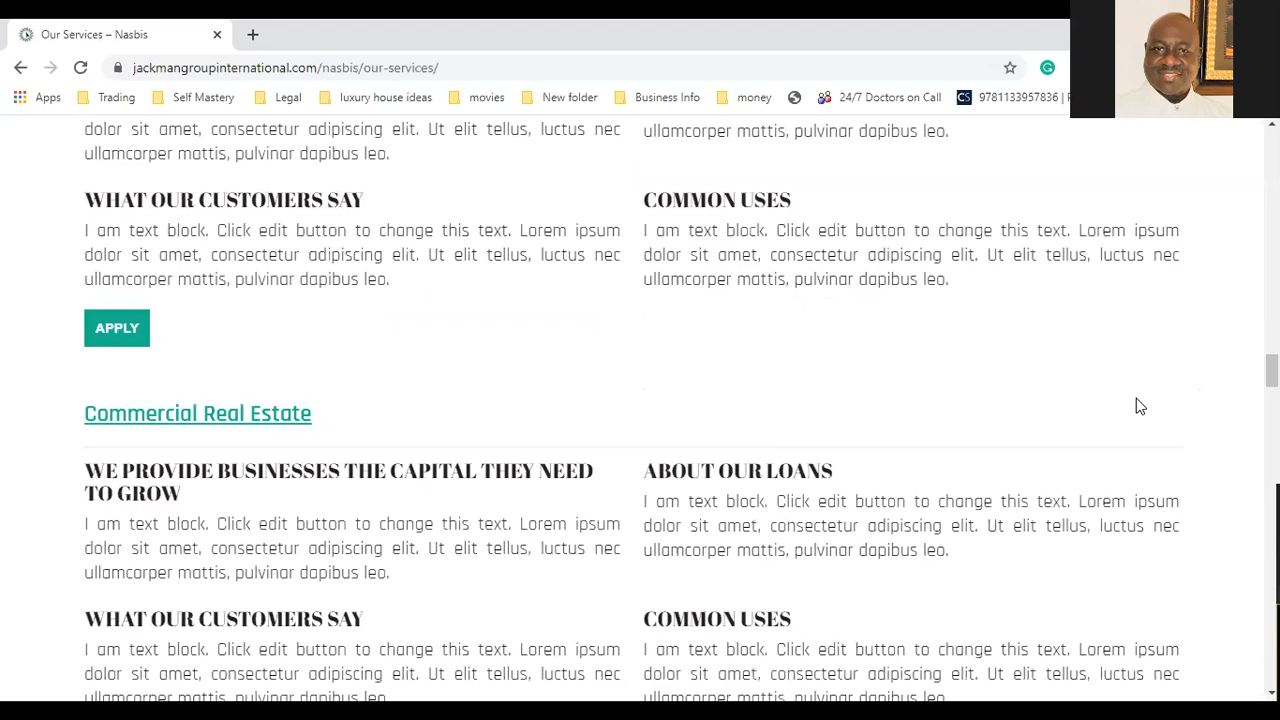 Our Services – Nasbis
jackmangroupinternational.com/nasbis/our-services/
Apps Trading Self Mastery Legal luxury house ideas movies New folder Business Info money 24/7 Doctors on Call CS 9781133957836 |
dolor sit amet, consectetur adipiscing elit. Ut elit tellus, luctus nec
ullamcorper mattis, pulvinar dapibus leo.
ullamcorper mattis, pulvinar dapibus leo.
WHAT OUR CUSTOMERS SAY
I am text block. Click edit button to change this text. Lorem ipsum
dolor sit amet, consectetur adipiscing elit. Ut elit tellus, luctus nec
ullamcorper mattis, pulvinar dapibus leo.
COMMON USES
I am text block. Click edit button to change this text. Lorem ipsum
dolor sit amet, consectetur adipiscing elit. Ut elit tellus, luctus nec
ullamcorper mattis, pulvinar dapibus leo.
APPLY
Commercial Real Estate
WE PROVIDE BUSINESSES THE CAPITAL THEY NEED
TO GROW
I am text block. Click edit button to change this text. Lorem ipsum
dolor sit amet, consectetur adipiscing elit. Ut elit tellus, luctus nec
ullamcorper mattis, pulvinar dapibus leo.
ABOUT OUR LOANS
I am text block. Click edit button to change this text. Lorem ipsum
dolor sit amet, consectetur adipiscing elit. Ut elit tellus, luctus nec
ullamcorper mattis, pulvinar dapibus leo.
WHAT OUR CUSTOMERS SAY
I am text block. Click edit button to change this text. Lorem ipsum
dolor sit amet, consectetur adipiscing elit. Ut elit tellus, luctus nec
ullamcorper mattis, pulvinar dapibus leo.
COMMON USES
I am text block. Click edit button to change this text. Lorem ipsum
dolor sit amet, consectetur adipiscing elit. Ut elit tellus, luctus nec
ullamcorper mattis, pulvinar dapibus leo.